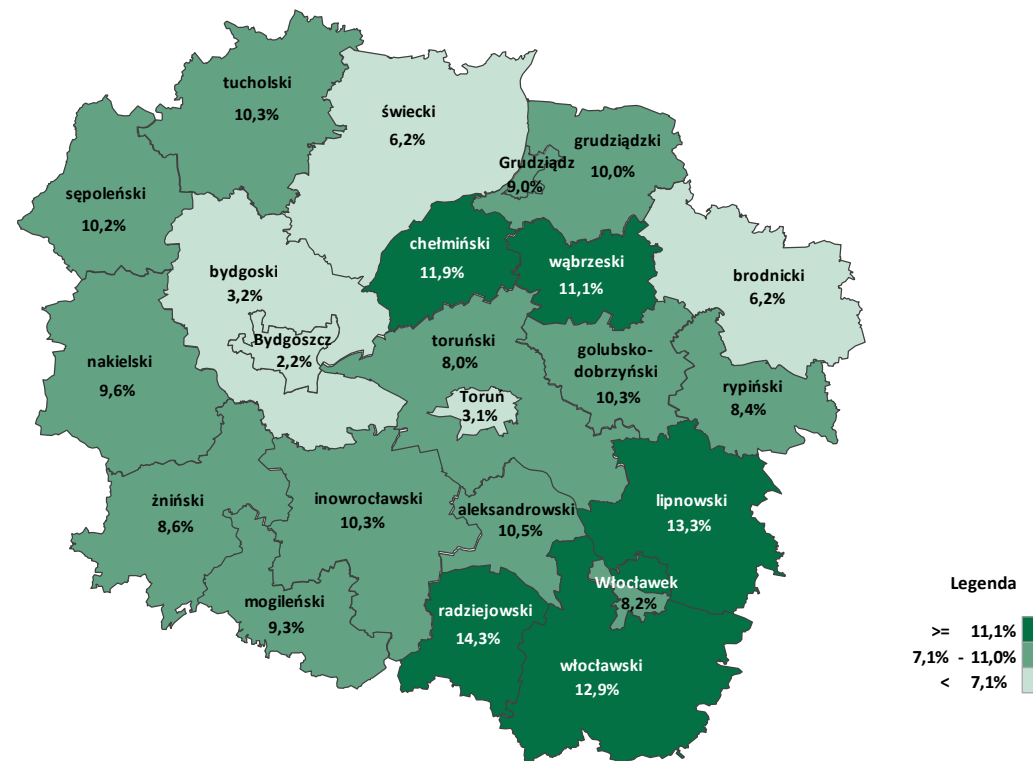 tucholski
10,3%
świecki
6,2%
grudziądzki
10,0%
Grudziądz
9,0%
sępoleński
10,2%
chełmiński
11,9%
wąbrzeski
11,1%
brodnicki
6,2%
bydgoski
3,2%
Bydgoszcz
2,2%
toruński
8,0%
golubsko-
dobrzyński
10,3%
nakielski
9,6%
rypiński
8,4%
Toruń
3,1%
żniński
8,6%
inowrocławski
10,3%
aleksandrowski
10,5%
lipnowski
13,3%
Włocławek
8,2%
mogileński
9,3%
radziejowski
14,3%
włocławski
12,9%
Legenda
>= 11,1%
7,1% - 11,0%
< 7,1%